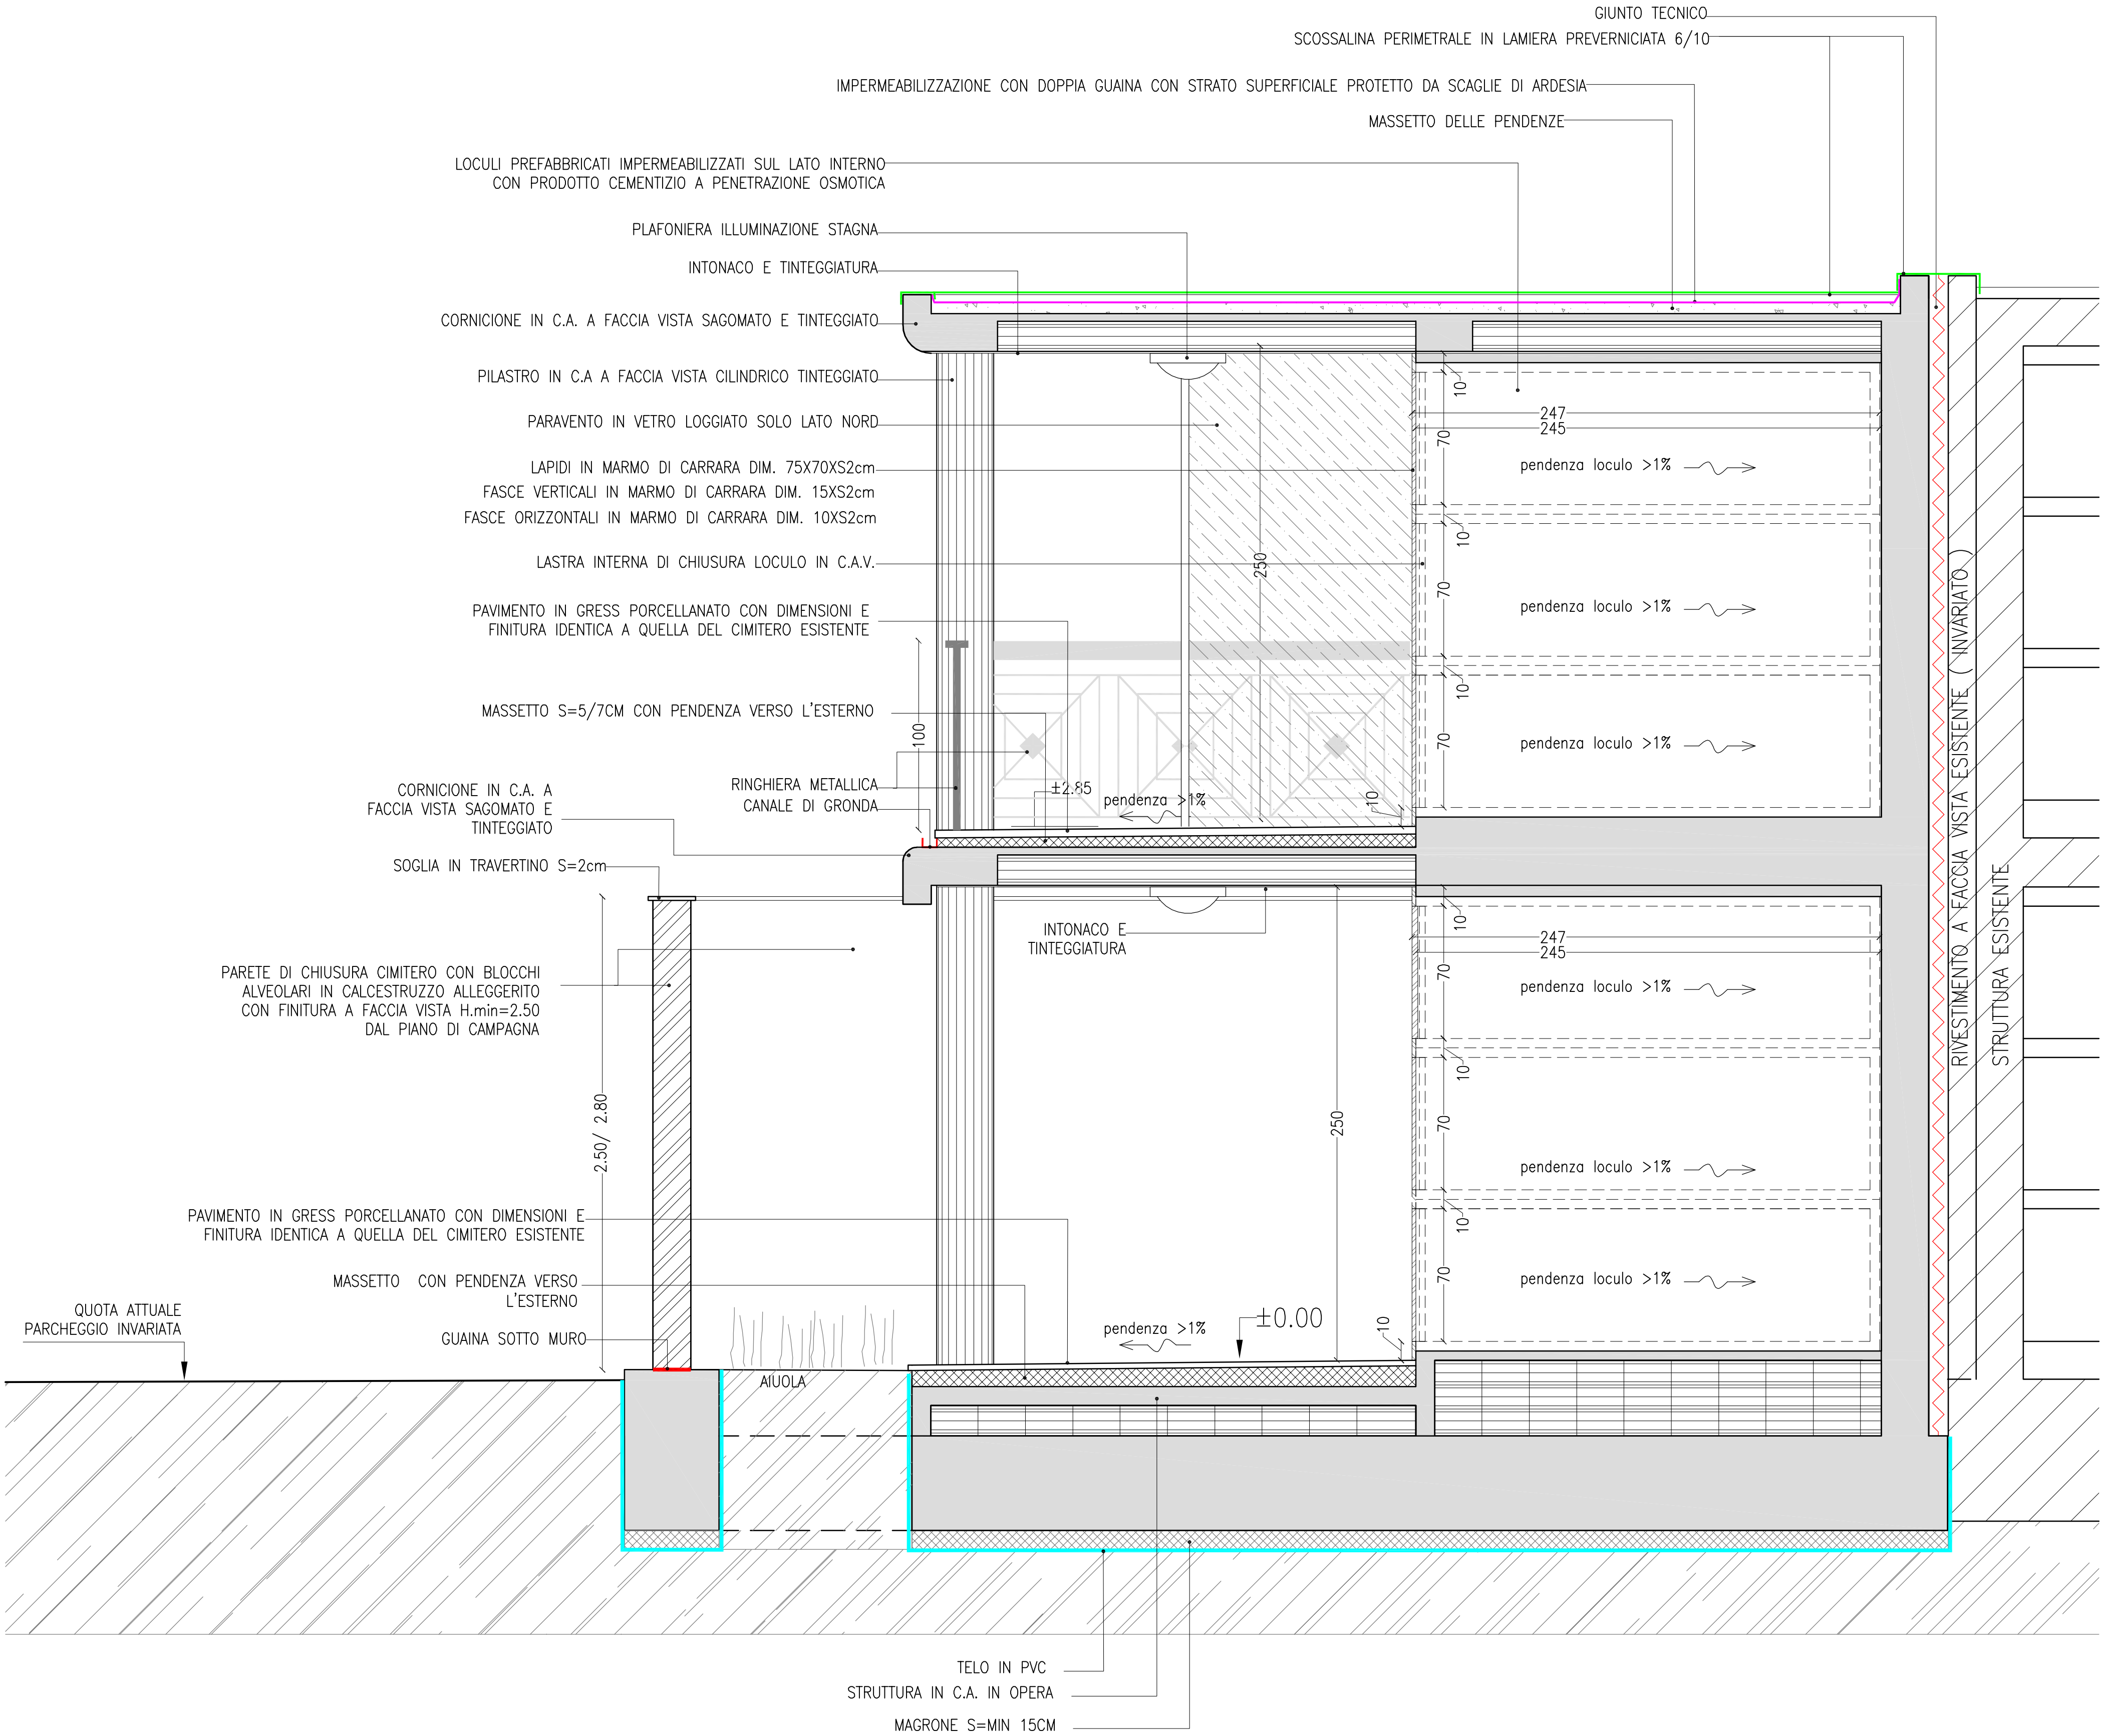 GIUNTO TECNICO
SCOSSALINA PERIMETRALE IN LAMIERA PREVERNICIATA 6/10
IMPERMEABILIZZAZIONE CON DOPPIA GUAINA CON STRATO SUPERFICIALE PROTETTO DA SCAGLIE DI ARDESIA
MASSETTO DELLE PENDENZE
LOCULI PREFABBRICATI IMPERMEABILIZZATI SUL LATO INTERNO
CON PRODOTTO CEMENTIZIO A PENETRAZIONE OSMOTICA
PLAFONIERA ILLUMINAZIONE STAGNA
INTONACO E TINTEGGIATURA
CORNICIONE IN C.A. A FACCIA VISTA SAGOMATO E TINTEGGIATO
PILASTRO IN C.A A FACCIA VISTA CILINDRICO TINTEGGIATO
PARAVENTO IN VETRO LOGGIATO SOLO LATO NORD
LAPIDI IN MARMO DI CARRARA DIM. 75X70XS2cm
FASCE VERTICALI IN MARMO DI CARRARA DIM. 15XS2cm
FASCE ORIZZONTALI IN MARMO DI CARRARA DIM. 10XS2cm
LASTRA INTERNA DI CHIUSURA LOCULO IN C.A.V.
PAVIMENTO IN GRESS PORCELLANATO CON DIMENSIONI E
FINITURA IDENTICA A QUELLA DEL CIMITERO ESISTENTE
MASSETTO S=5/7CM CON PENDENZA VERSO L'ESTERNO
RINGHIERA METALLICA
CANALE DI GRONDA
CORNICIONE IN C.A. A
FACCIA VISTA SAGOMATO E
TINTEGGIATO
SOGLIA IN TRAVERTINO S=2cm
PARETE DI CHIUSURA CIMITERO CON BLOCCHI
ALVEOLARI IN CALCESTRUZZO ALLEGGERITO
CON FINITURA A FACCIA VISTA H.min=2.50
DAL PIANO DI CAMPAGNA
PAVIMENTO IN GRESS PORCELLANATO CON DIMENSIONI E
FINITURA IDENTICA A QUELLA DEL CIMITERO ESISTENTE
MASSETTO CON PENDENZA VERSO
L'ESTERNO
QUOTA ATTUALE
PARCHEGGIO INVARIATA
GUAINA SOTTO MURO
AIUOLA
2.50/ 2.80
100
250
±2.85
pendenza >1%
10
10
70
247
245
pendenza loculo >1%
10
70
pendenza loculo >1%
10
70
pendenza loculo >1%
INTONACO E
TINTEGGIATURA
250
10
70
247
245
pendenza loculo >1%
10
70
pendenza loculo >1%
10
70
pendenza loculo >1%
pendenza >1%
±0.00
10
RIVESTIMENTO A FACCIA VISTA ESITENTE ( INVARIATO )
STRUTTURA ESISTENTE
TELO IN PVC
STRUTTURA IN C.A. IN OPERA
MAGRONE S=MIN 15CM